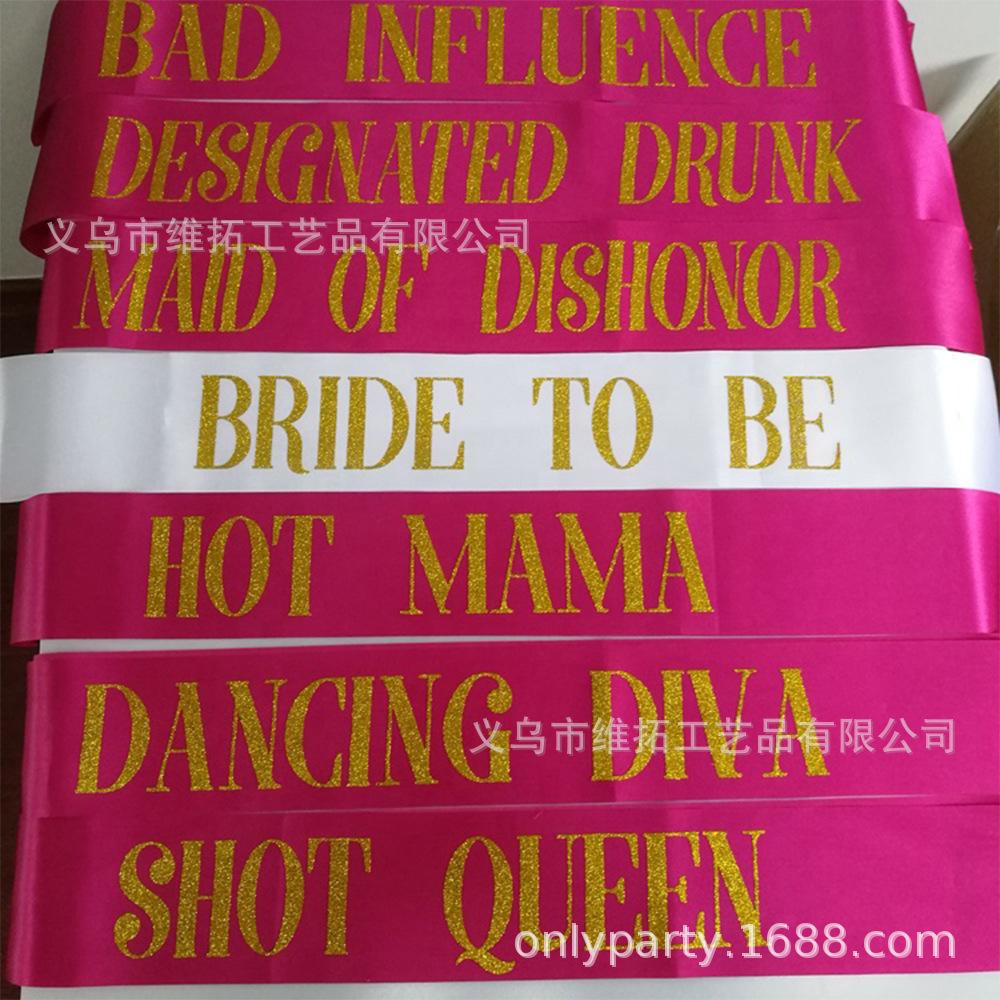 BAD INFLUENCE
DESIGNATED DRUNK
义乌市维拓工艺品有限公司
MAID OF DISHONOR
BRIDE TO BE
HOT MAMA
DANCING DIVA
义乌市维拓工艺品有限公司
SHOT QUEEN
onlyparty.1688.com